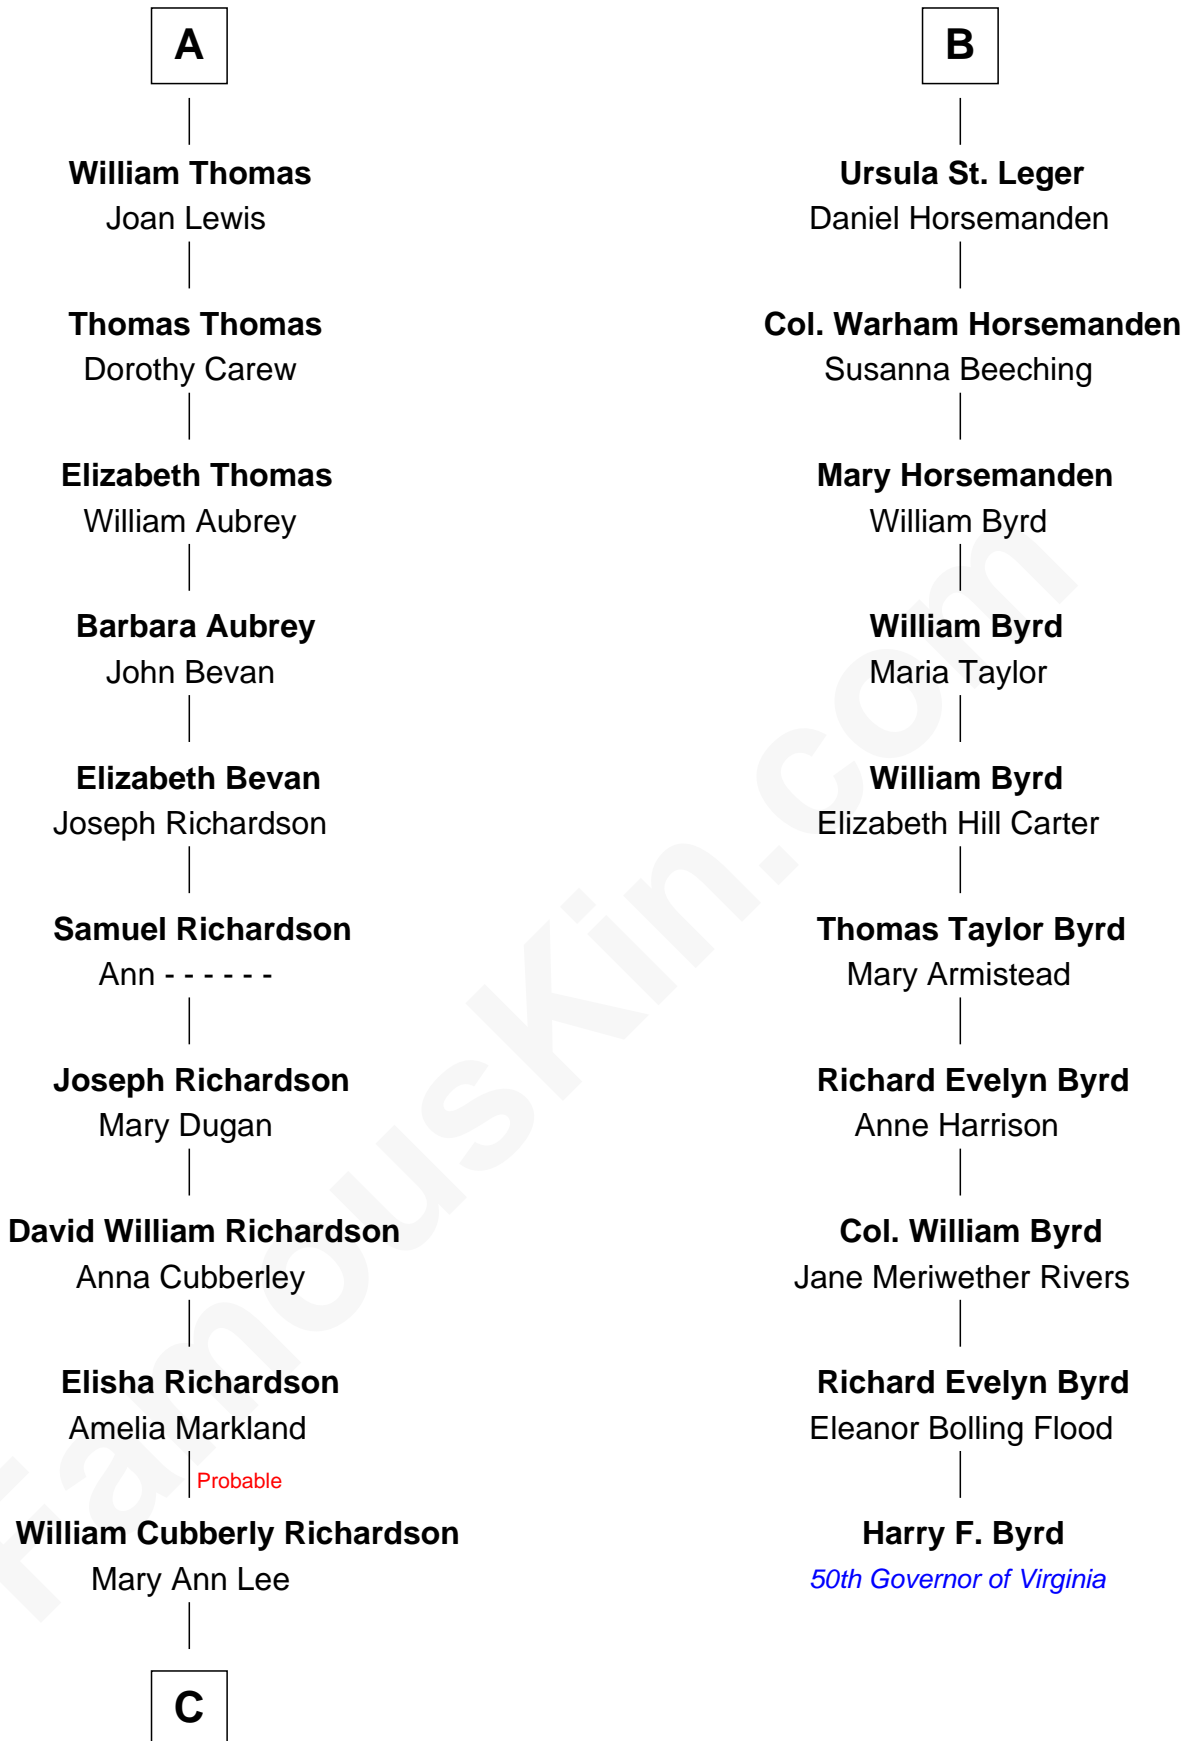 A
William Thomas
Joan Lewis
Thomas Thomas
Dorothy Carew
Elizabeth Thomas
William Aubrey
Barbara Aubrey
John Bevan
Elizabeth Bevan
Joseph Richardson
Samuel Richardson
Ann - - - - - -
Joseph Richardson
Mary Dugan
David William Richardson
Anna Cubberley
Elisha Richardson
Amelia Markland
Probable
William Cubberly Richardson
Mary Ann Lee
C
B
Ursula St. Leger
Daniel Horsemanden
Col. Warham Horsemanden
Susanna Beeching
Mary Horsemanden
William Byrd
William Byrd
Maria Taylor
William Byrd
Elizabeth Hill Carter
Thomas Taylor Byrd
Mary Armistead
Richard Evelyn Byrd
Anne Harrison
Col. William Byrd
Jane Meriwether Rivers
Richard Evelyn Byrd
Eleanor Bolling Flood
Harry F. Byrd
50th Governor of Virginia
FamousKin.com